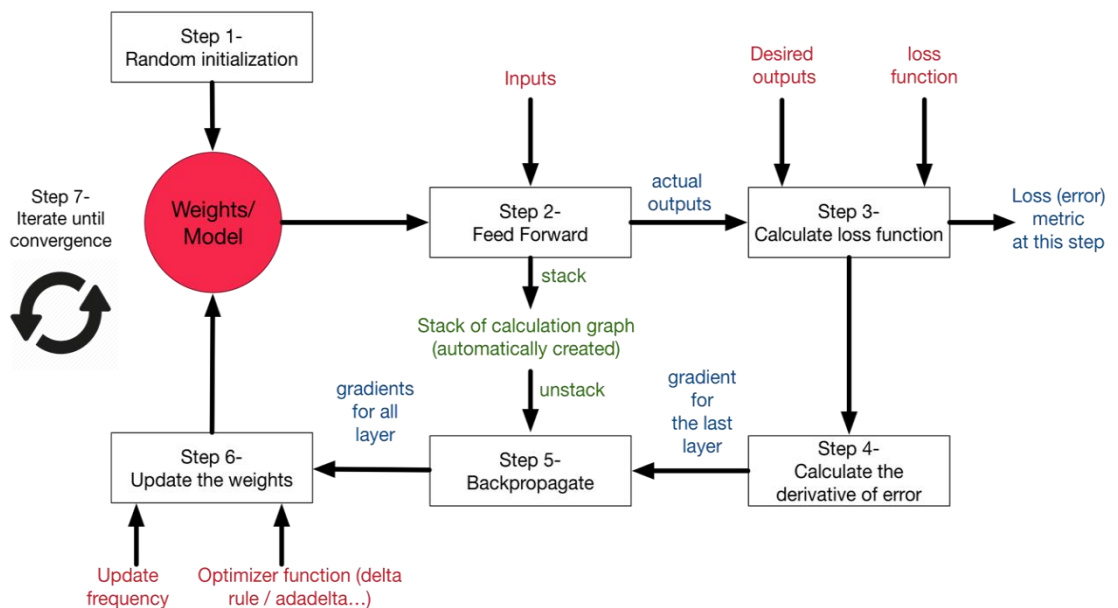 Step 1-
Random initialization
Inputs
Desired
outputs
loss
function
Step 7-
Iterate until
convergence
Weights/
Model
Step 2-
Feed Forward
actual
outputs
Step 3-
Calculate loss function
Loss (error)
metric
at this step
stack
Stack of calculation graph
(automatically created)
unstack
gradients
for all
layer
gradient
for
the last
layer
Step 6-
Update the weights
Step 5-
Backpropagate
Step 4-
Calculate the
derivative of error
Update
frequency
Optimizer function (delta
rule / adadelta…)